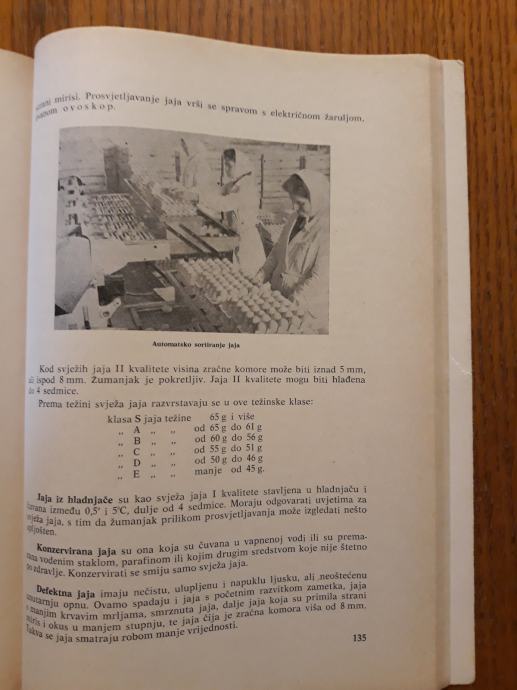 mirisi. Prosvjetljavanje jaja vrši se spravom s električnom žaruljom,
ovoskop.
Automatsko sortiranje jaja
Kod svježih jaja II kvalitete visina zračne komore može biti iznad 5 mm,
ali ispod 8 mm. Žumanjak je pokretljiv. Jaja II kvalitete mogu biti hlađena
do 4 sedmice.
Prema težini svježa jaja razvrstavaju se u ove težinske klase:
klasa S jaja težine 65 g i više
„ A „ „ od 65 g do 61 g
„ B „ „ od 60 g do 56 g
„ C „ „ od 55 g do 51 g
„ D „ „ od 50 g do 46 g
„ E „ „ manje od 45 g.
Jaja iz hladnjače su kao svježa jaja I kvalitete stavljena u hladnjaču i
čuvana između 0,5° i 5°C, dulje od 4 sedmice. Moraju odgovarati uvjetima za
svježa jaja, s tim da žumanjak prilikom prosvjetljavanja može izgledati nešto
spljošten.
Konzervirana jaja su ona koja su čuvana u vapnenoj vodi ili su prema-
zana vodenim staklom, parafinom ili kojim drugim sredstvom koje nije štetno
po zdravlje. Konzervirati se smiju samo svježa jaja.
Defektna jaja imaju nečistu, ulupljenu i napuklu ljusku, ali neoštećenu
unutarnju opnu. Ovamo spadaju i jaja s početnim razvitkom zametka, jaja
s manjim krvavim mrljama, smrznuta jaja, dalje jaja koja su primila strani
miris i okus u manjem stupnju, te jaja čija je zračna komora viša od 8 mm.
Takva se jaja smatraju robom manje vrijednosti.
135